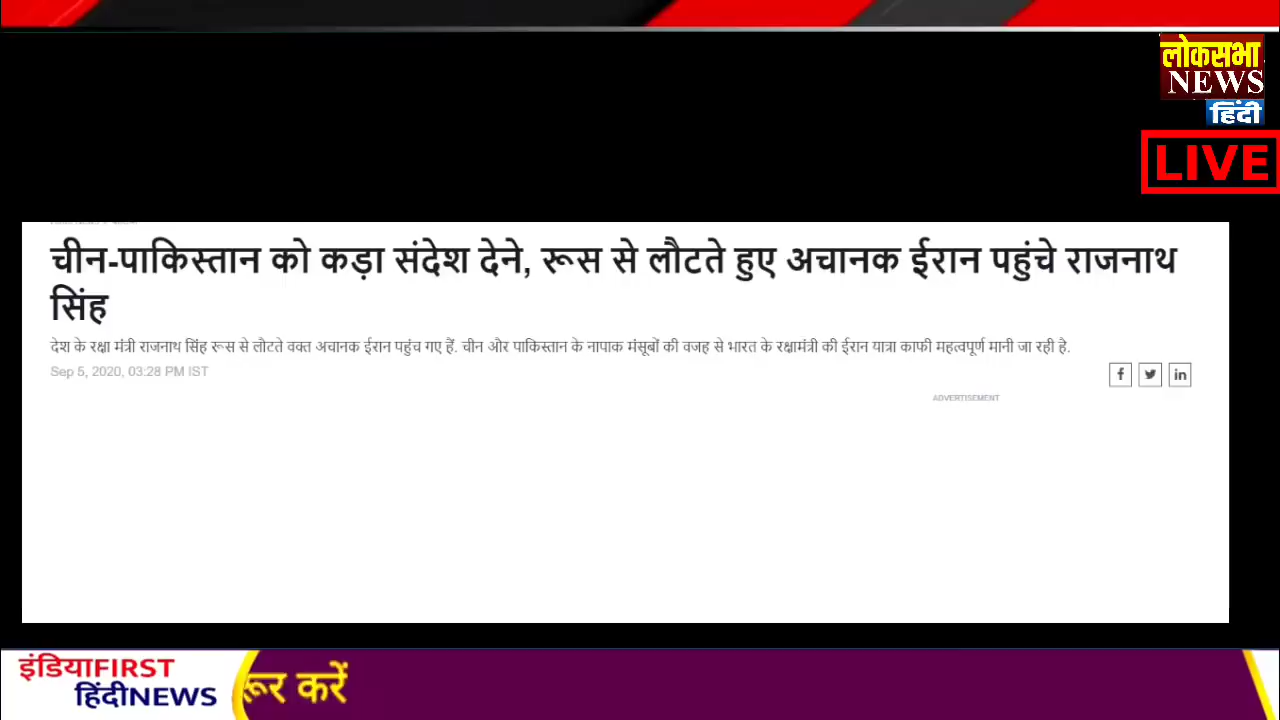 लोकसभा
NEWS
हिंदी
LIVE
चीन-पाकिस्तान को कड़ा संदेश देने, रूस से लौटते हुए अचानक ईरान पहुंचे राजनाथ
सिंह
देश के रक्षा मंत्री राजनाथ सिंह रूस से लौटते वक्त अचानक ईरान पहुंच गए हैं. चीन और पाकिस्तान के नापाक मंसूबों की वजह से भारत के रक्षामंत्री की ईरान यात्रा काफी महत्वपूर्ण मानी जा रही है.
Sep 5, 2020, 03:28 PM IST
ADVERTISEMENT
इंडियाFIRST
हिंदीNEWS
करें